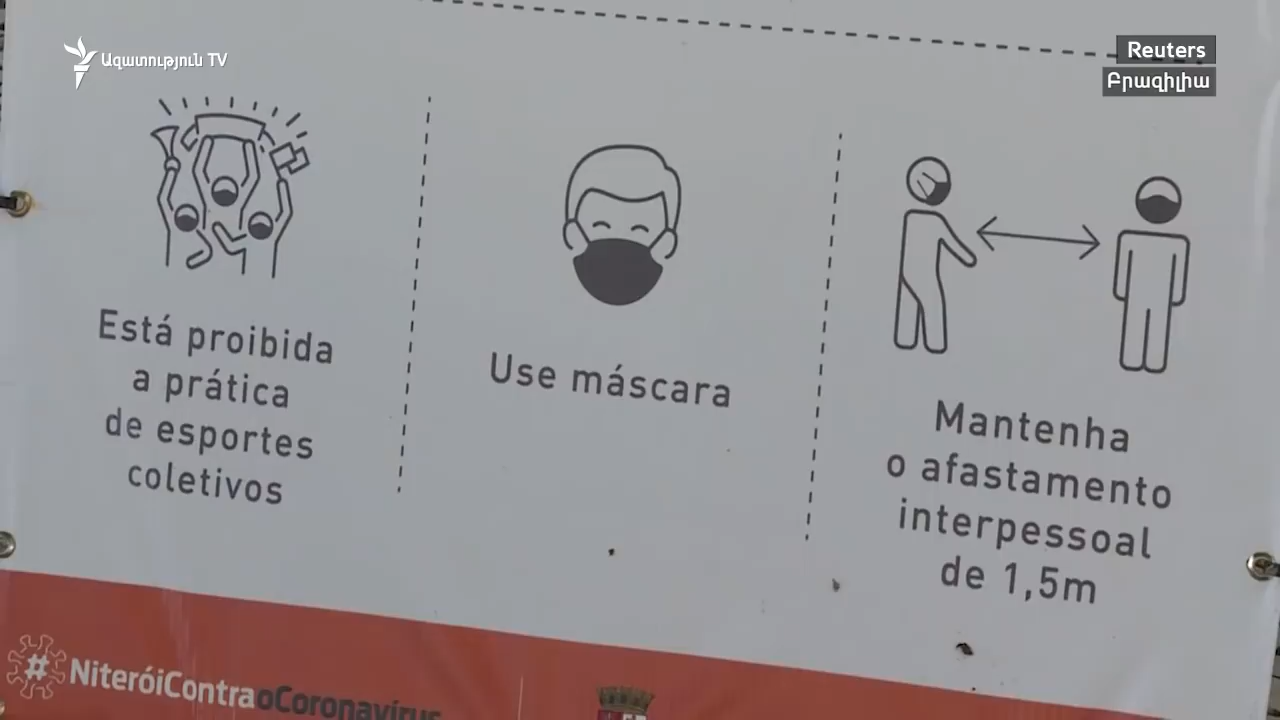 Ազատություն TV
Reuters
Բրազիլիա
Está proibida
a prática
de esportes
coletivos
Use máscara
Mantenha
o afastamento
interpessoal
de 1,5m
#NiteróiContraoCoronavírus